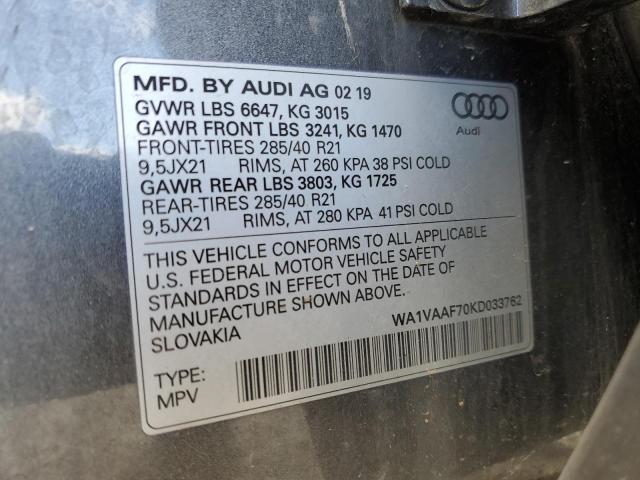 MFD. BY AUDI AG 02 19
GVWR LBS 6647, KG 3015
GAWR FRONT LBS 3241, KG 1470
FRONT-TIRES 285/40 R21
9,5JX21 RIMS, AT 260 KPA 38 PSI COLD
GAWR REAR LBS 3803, KG 1725
REAR-TIRES 285/40 R21
9,5JX21 RIMS, AT 280 KPA 41 PSI COLD
Audi
THIS VEHICLE CONFORMS TO ALL APPLICABLE
U.S. FEDERAL MOTOR VEHICLE SAFETY
STANDARDS IN EFFECT ON THE DATE OF
MANUFACTURE SHOWN ABOVE.
SLOVAKIA
WA1VAAF70KD033762
TYPE:
MPV